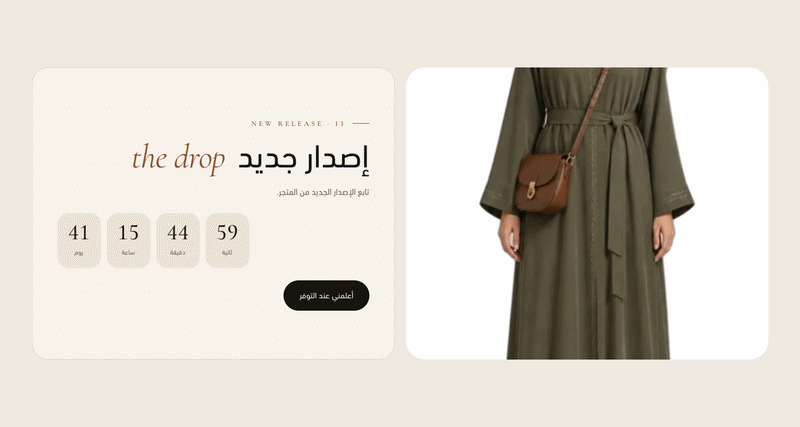 NEW RELEASE · 11
إصدار جديد the drop
تابع الإصدار الجديد من المتجر.
41 15 44 59
يوم ساعة دقيقة ثانية
أعلمني عند التوفر